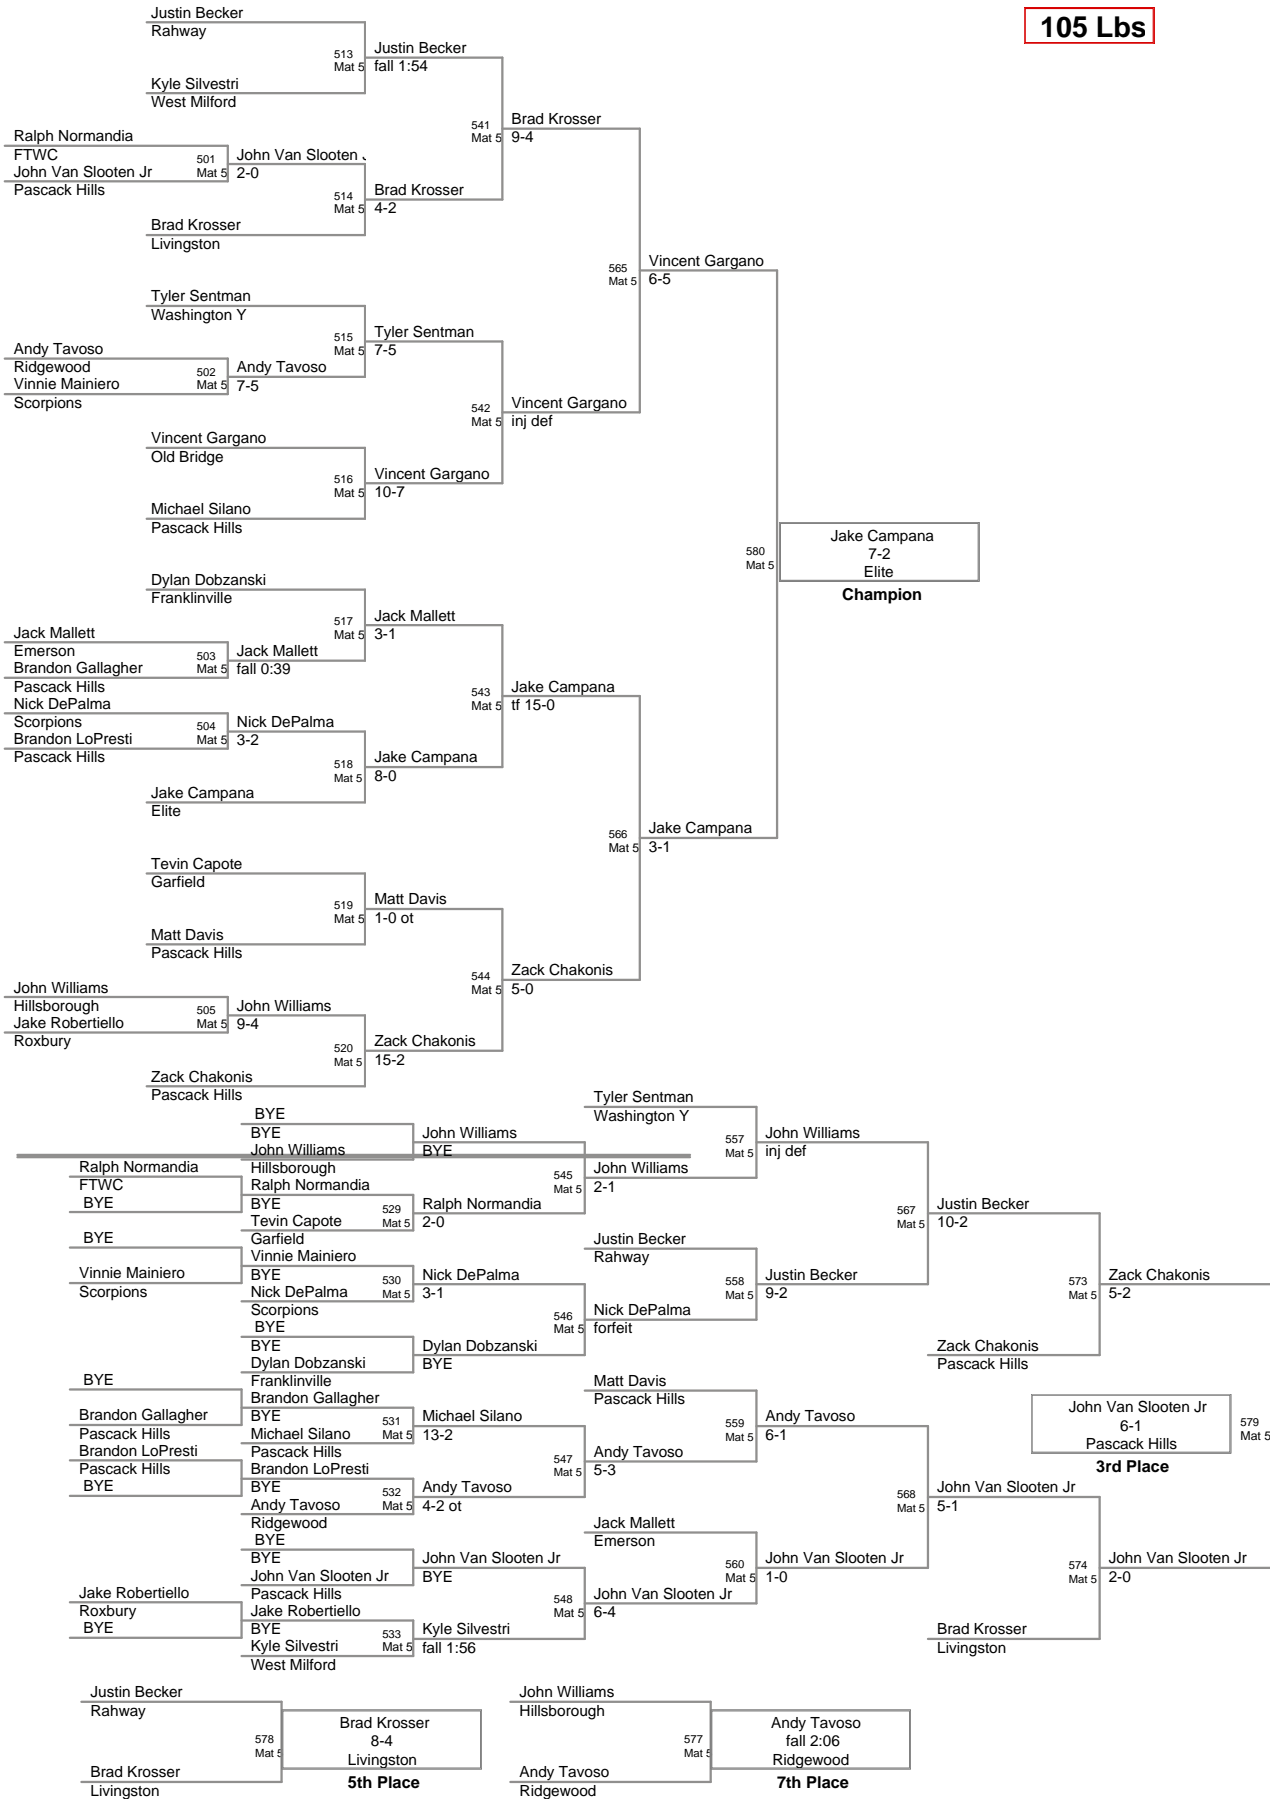 105 Lbs
Justin Becker
Rahway
513
Mat 5
Justin Becker
fall 1:54
Kyle Silvestri
West Milford
541
Mat 5
Brad Krosser
9-4
Ralph Normandia
FTWC
John Van Slooten Jr
Pascack Hills
501
Mat 5
John Van Slooten J
2-0
514
Mat 5
Brad Krosser
4-2
Brad Krosser
Livingston
565
Mat 5
Vincent Gargano
6-5
Tyler Sentman
Washington Y
515
Mat 5
Tyler Sentman
7-5
Andy Tavoso
Ridgewood
Vinnie Mainiero
Scorpions
502
Mat 5
Andy Tavoso
7-5
542
Mat 5
Vincent Gargano
inj def
Vincent Gargano
Old Bridge
516
Mat 5
Vincent Gargano
10-7
Michael Silano
Pascack Hills
580
Mat 5
Jake Campana
7-2
Elite
Champion
Dylan Dobzanski
Franklinville
517
Mat 5
Jack Mallett
3-1
Jack Mallett
Emerson
Brandon Gallagher
Pascack Hills
503
Mat 5
Jack Mallett
fall 0:39
543
Mat 5
Jake Campana
tf 15-0
Nick DePalma
Scorpions
Brandon LoPresti
Pascack Hills
504
Mat 5
Nick DePalma
3-2
518
Mat 5
Jake Campana
8-0
Jake Campana
Elite
566
Mat 5
Jake Campana
3-1
Tevin Capote
Garfield
519
Mat 5
Matt Davis
1-0 ot
Matt Davis
Pascack Hills
544
Mat 5
Zack Chakonis
5-0
John Williams
Hillsborough
Jake Robertiello
Roxbury
505
Mat 5
John Williams
9-4
520
Mat 5
Zack Chakonis
15-2
Zack Chakonis
Pascack Hills
BYE
BYE
John Williams
Hillsborough
John Williams
BYE
Tyler Sentman
Washington Y
557
Mat 5
John Williams
inj def
Ralph Normandia
FTWC
BYE
Ralph Normandia
BYE
Tevin Capote
Garfield
529
Mat 5
Ralph Normandia
2-0
545
Mat 5
John Williams
2-1
567
Mat 5
Justin Becker
10-2
BYE
Vinnie Mainiero
Scorpions
Vinnie Mainiero
BYE
Nick DePalma
Scorpions
530
Mat 5
Nick DePalma
3-1
Justin Becker
Rahway
558
Mat 5
Justin Becker
9-2
546
Mat 5
Nick DePalma
forfeit
BYE
BYE
Dylan Dobzanski
Franklinville
Dylan Dobzanski
BYE
573
Mat 5
Zack Chakonis
5-2
Zack Chakonis
Pascack Hills
BYE
Brandon Gallagher
Pascack Hills
Brandon Gallagher
BYE
Michael Silano
Pascack Hills
531
Mat 5
Michael Silano
13-2
Matt Davis
Pascack Hills
559
Mat 5
Andy Tavoso
6-1
John Van Slooten Jr
6-1
Pascack Hills
3rd Place
579
Mat 5
Brandon LoPresti
Pascack Hills
BYE
Brandon LoPresti
BYE
Andy Tavoso
Ridgewood
532
Mat 5
Andy Tavoso
4-2 ot
547
Mat 5
Andy Tavoso
5-3
568
Mat 5
John Van Slooten Jr
5-1
BYE
BYE
John Van Slooten Jr
Pascack Hills
John Van Slooten Jr
BYE
Jack Mallett
Emerson
560
Mat 5
John Van Slooten Jr
1-0
574
Mat 5
John Van Slooten Jr
2-0
Jake Robertiello
Roxbury
BYE
Jake Robertiello
BYE
Kyle Silvestri
West Milford
533
Mat 5
Kyle Silvestri
fall 1:56
548
Mat 5
John Van Slooten Jr
6-4
Brad Krosser
Livingston
Justin Becker
Rahway
578
Mat 5
Brad Krosser
8-4
Livingston
5th Place
Brad Krosser
Livingston
John Williams
Hillsborough
577
Mat 5
Andy Tavoso
fall 2:06
Ridgewood
7th Place
Andy Tavoso
Ridgewood